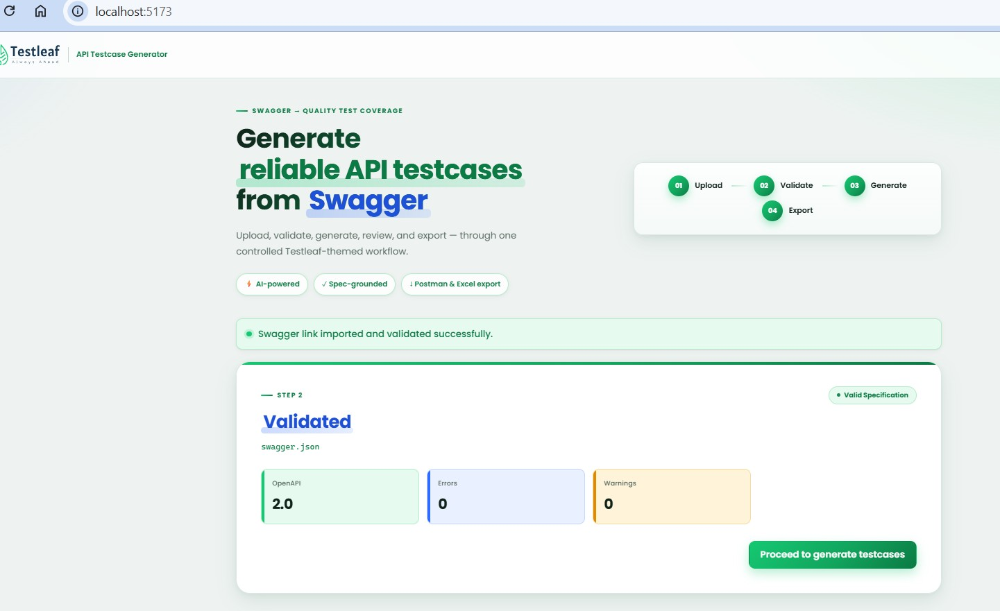 localhost:5173
Testleaf
Always Ahead
API Testcase Generator
SWAGGER → QUALITY TEST COVERAGE
Generate
reliable API testcases
from Swagger
Upload, validate, generate, review, and export — through one
controlled Testleaf-themed workflow.
AI-powered
✓ Spec-grounded
↓ Postman & Excel export
01 Upload
02 Validate
03 Generate
04 Export
Swagger link imported and validated successfully.
STEP 2
Valid Specification
Validated
swagger.json
OpenAPI
2.0
Errors
0
Warnings
0
Proceed to generate testcases